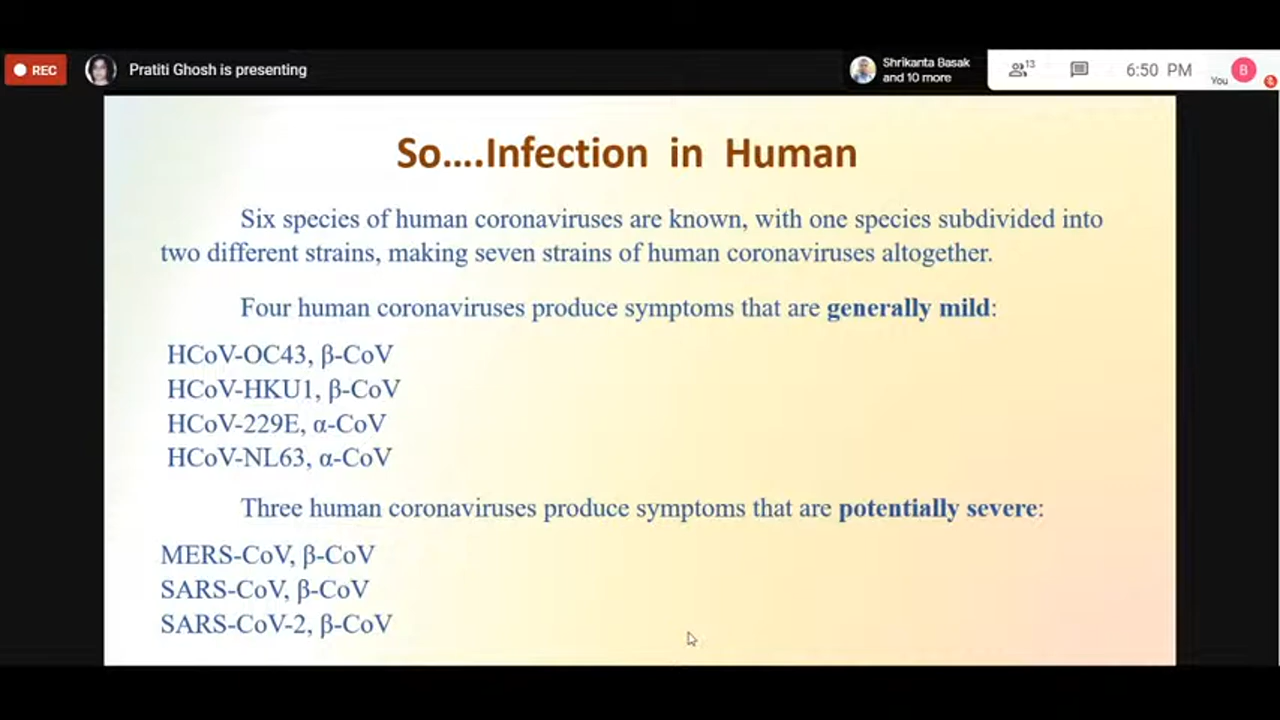 REC
Pratiti Ghosh is presenting
Shrikanta Basak
and 10 more
13
6:50 PM
You
B
So....Infection in Human
Six species of human coronaviruses are known, with one species subdivided into
two different strains, making seven strains of human coronaviruses altogether.
Four human coronaviruses produce symptoms that are generally mild:
HCoV-OC43, β-CoV
HCoV-HKU1, β-CoV
HCoV-229E, α-CoV
HCoV-NL63, α-CoV
Three human coronaviruses produce symptoms that are potentially severe:
MERS-CoV, β-CoV
SARS-CoV, β-CoV
SARS-CoV-2, β-CoV